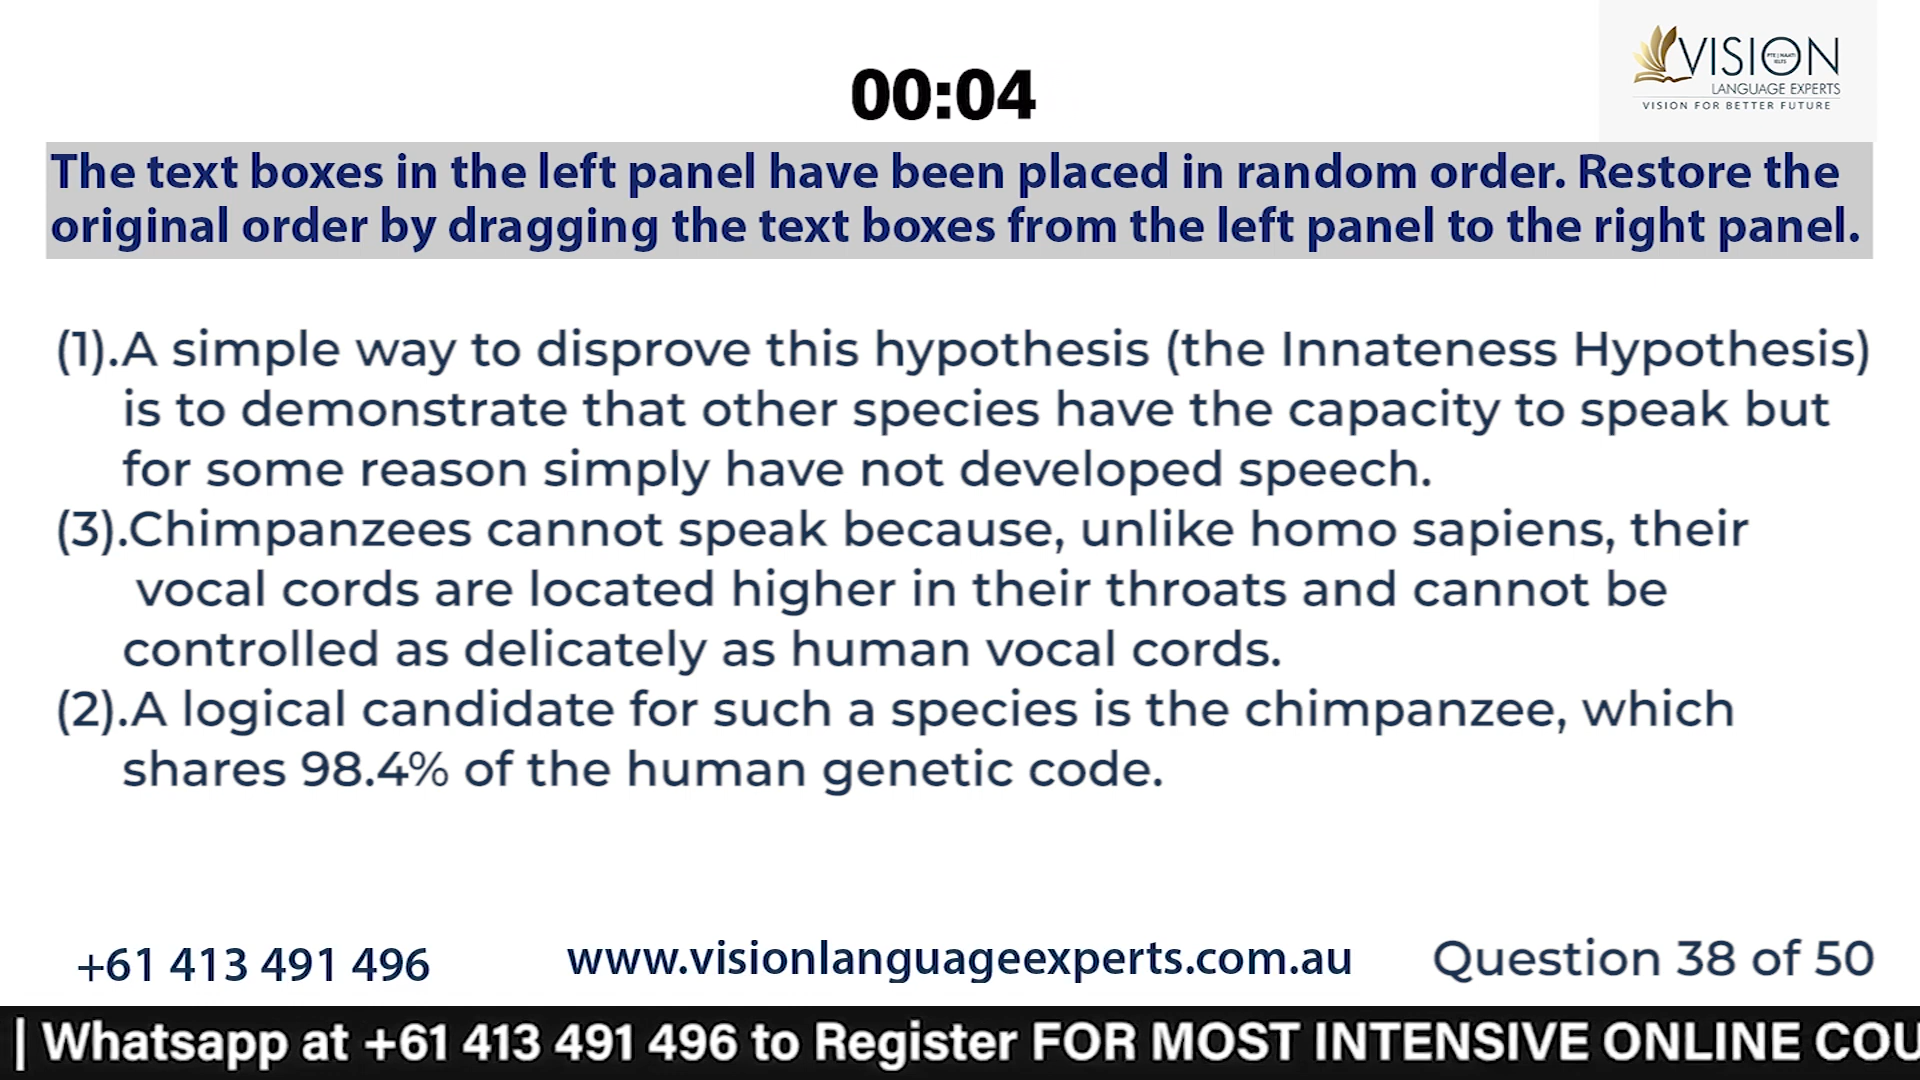 VISION
PTE | NAATI
IELTS
LANGUAGE EXPERTS
VISION FOR BETTER FUTURE
00:04
The text boxes in the left panel have been placed in random order. Restore the
original order by dragging the text boxes from the left panel to the right panel.
(1).A simple way to disprove this hypothesis (the Innateness Hypothesis)
is to demonstrate that other species have the capacity to speak but
for some reason simply have not developed speech.
(3).Chimpanzees cannot speak because, unlike homo sapiens, their
vocal cords are located higher in their throats and cannot be
controlled as delicately as human vocal cords.
(2).A logical candidate for such a species is the chimpanzee, which
shares 98.4% of the human genetic code.
+61 413 491 496
www.visionlanguageexperts.com.au
Question 38 of 50
| Whatsapp at +61 413 491 496 to Register FOR MOST INTENSIVE ONLINE COU